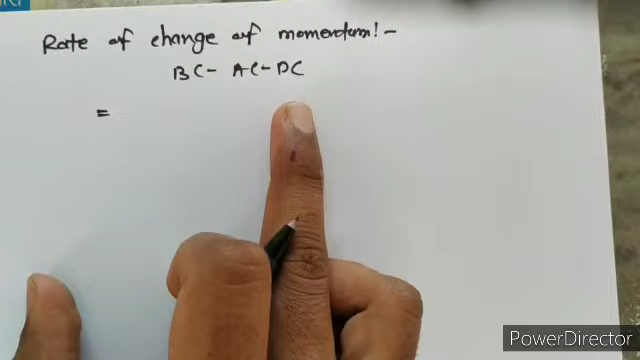 Rate of change of momentum! -
BC - AC - DC
=
PowerDirector